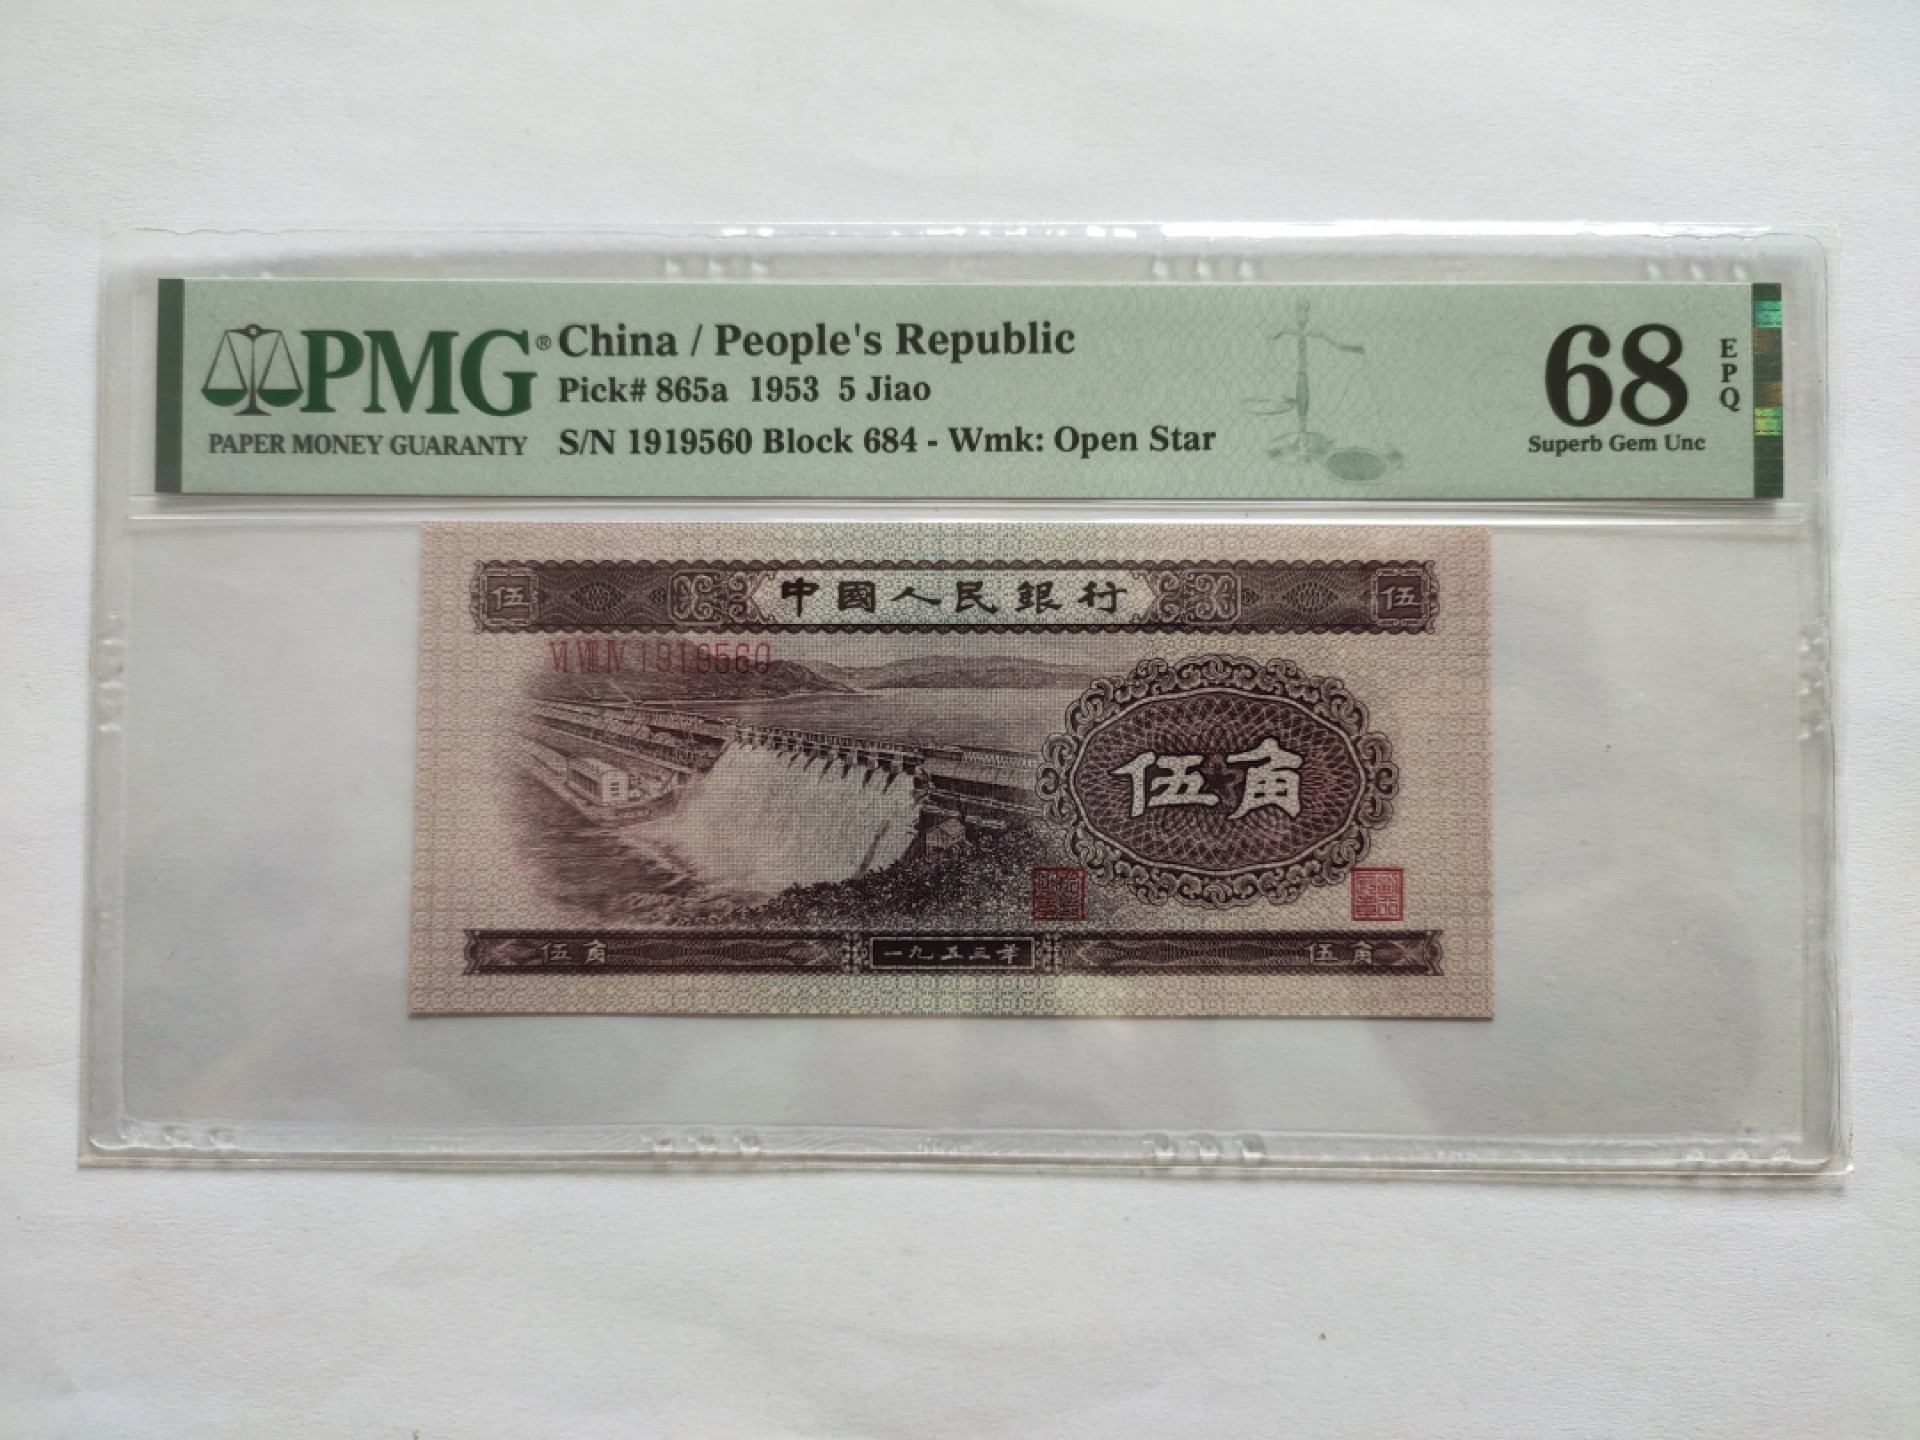 PMG®
PAPER MONEY GUARANTY
China / People's Republic
Pick# 865a 1953 5 Jiao
S/N 1919560 Block 684 - Wmk: Open Star
68
EPQ
Superb Gem Unc
伍 中國人民銀行 伍
VI VIII IV 1919560
伍角
伍角 一九五三年 伍角